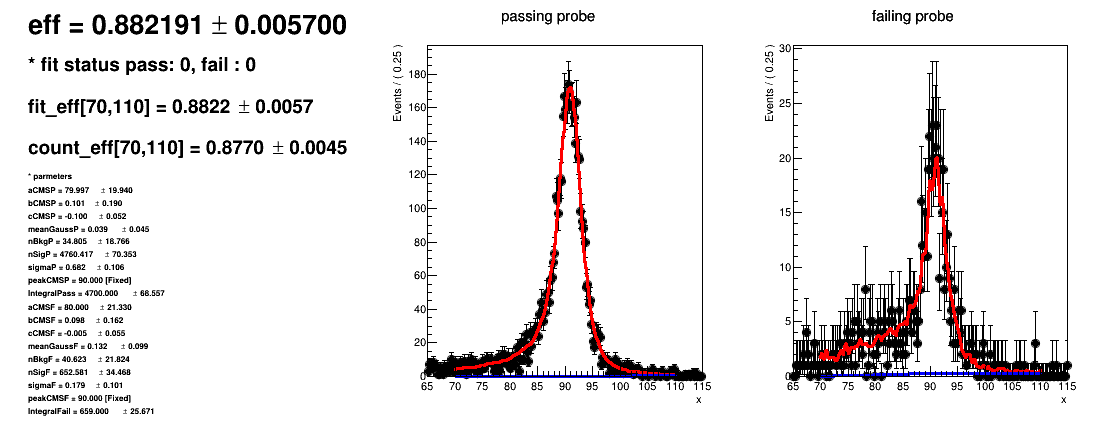 eff = 0.882191 ± 0.005700
* fit status pass: 0, fail : 0
fit_eff[70,110] = 0.8822 ± 0.0057
count_eff[70,110] = 0.8770 ± 0.0045
* parmeters
aCMSP = 79.997 ± 19.940
bCMSP = 0.101 ± 0.190
cCMSP = -0.100 ± 0.052
meanGaussP = 0.039 ± 0.045
nBkgP = 34.805 ± 18.766
nSigP = 4760.417 ± 70.353
sigmaP = 0.682 ± 0.106
peakCMSP = 90.000 [Fixed]
IntegralPass = 4700.000 ± 68.557
aCMSF = 80.000 ± 21.330
bCMSF = 0.098 ± 0.162
cCMSF = -0.005 ± 0.055
meanGaussF = 0.132 ± 0.099
nBkgF = 40.623 ± 21.824
nSigF = 652.581 ± 34.468
sigmaF = 0.179 ± 0.101
peakCMSF = 90.000 [Fixed]
IntegralFail = 659.000 ± 25.671
passing probe
Events / ( 0.25 )
180
160
140
120
100
80
60
40
20
0
65 70 75 80 85 90 95 100 105 110 115
x
failing probe
Events / ( 0.25 )
30
25
20
15
10
5
0
65 70 75 80 85 90 95 100 105 110 115
x